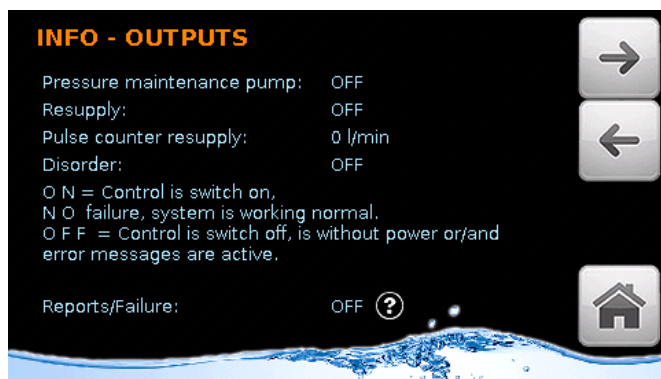 INFO - OUTPUTS
Pressure maintenance pump: OFF
Resupply: OFF
Pulse counter resupply: 0 l/min
Disorder: OFF
O N = Control is switch on,
N O failure, system is working normal.
O F F = Control is switch off, is without power or/and
error messages are active.
Reports/Failure: OFF ?